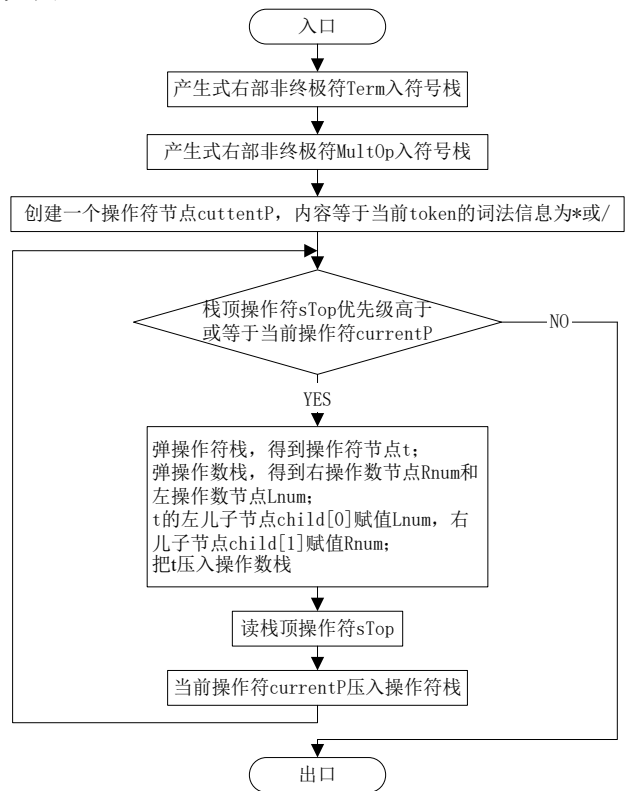 入口
产生式右部非终极符Term入符号栈
产生式右部非终极符MultOp入符号栈
创建一个操作符节点cuttentP，内容等于当前token的词法信息为*或/
栈顶操作符sTop优先级高于
或等于当前操作符currentP
NO
YES
弹操作符栈，得到操作符节点t；
弹操作数栈，得到右操作数节点Rnum和
左操作数节点Lnum；
t的左儿子节点child[0]赋值Lnum，右
儿子节点child[1]赋值Rnum；
把t压入操作数栈
读栈顶操作符sTop
当前操作符currentP压入操作符栈
出口